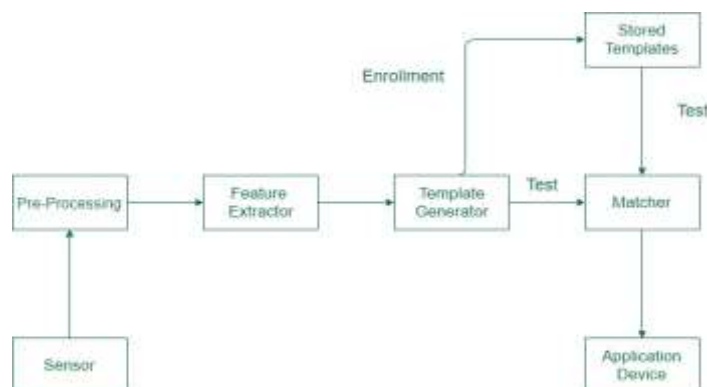 Stored
Templates
Enrollment
Test
Pre-Processing
Feature
Extractor
Template
Generator
Test
Matcher
Sensor
Application
Device